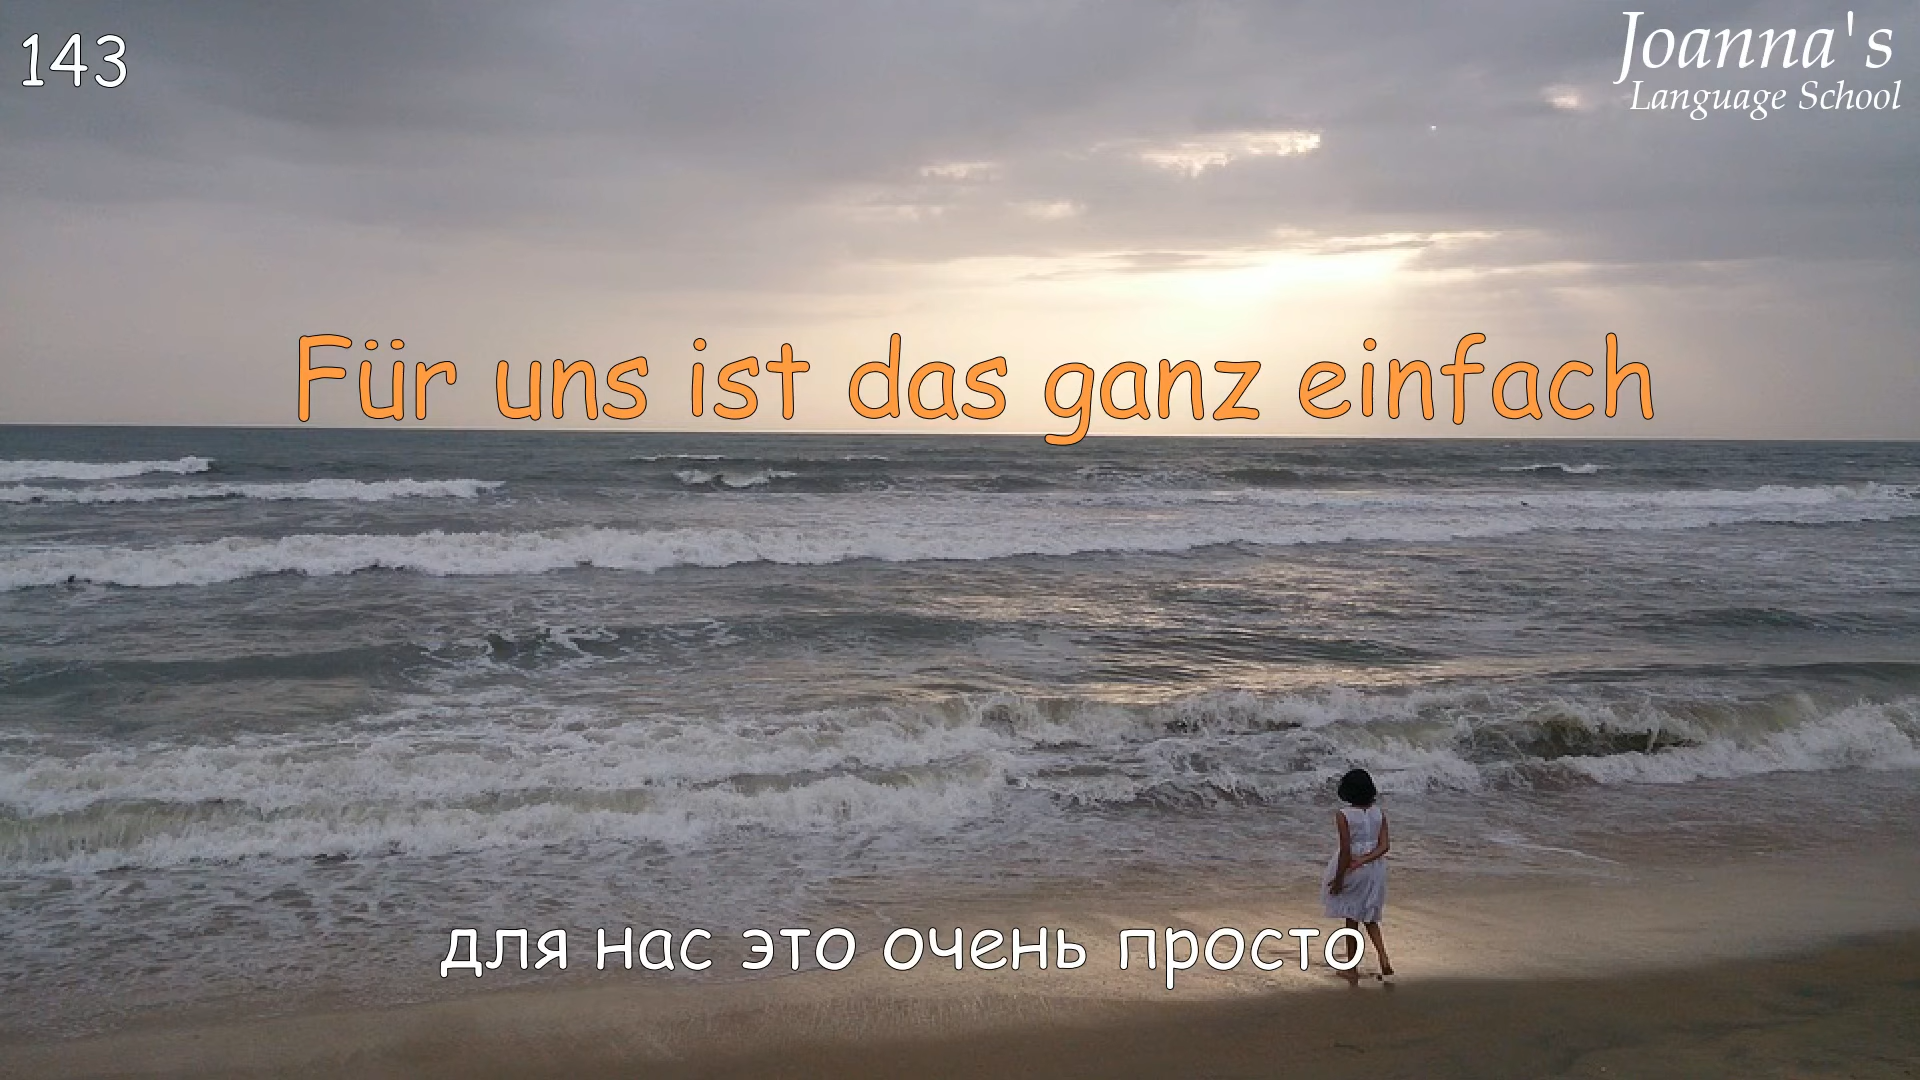 143
Joanna's
Language School
Für uns ist das ganz einfach
для нас это очень просто